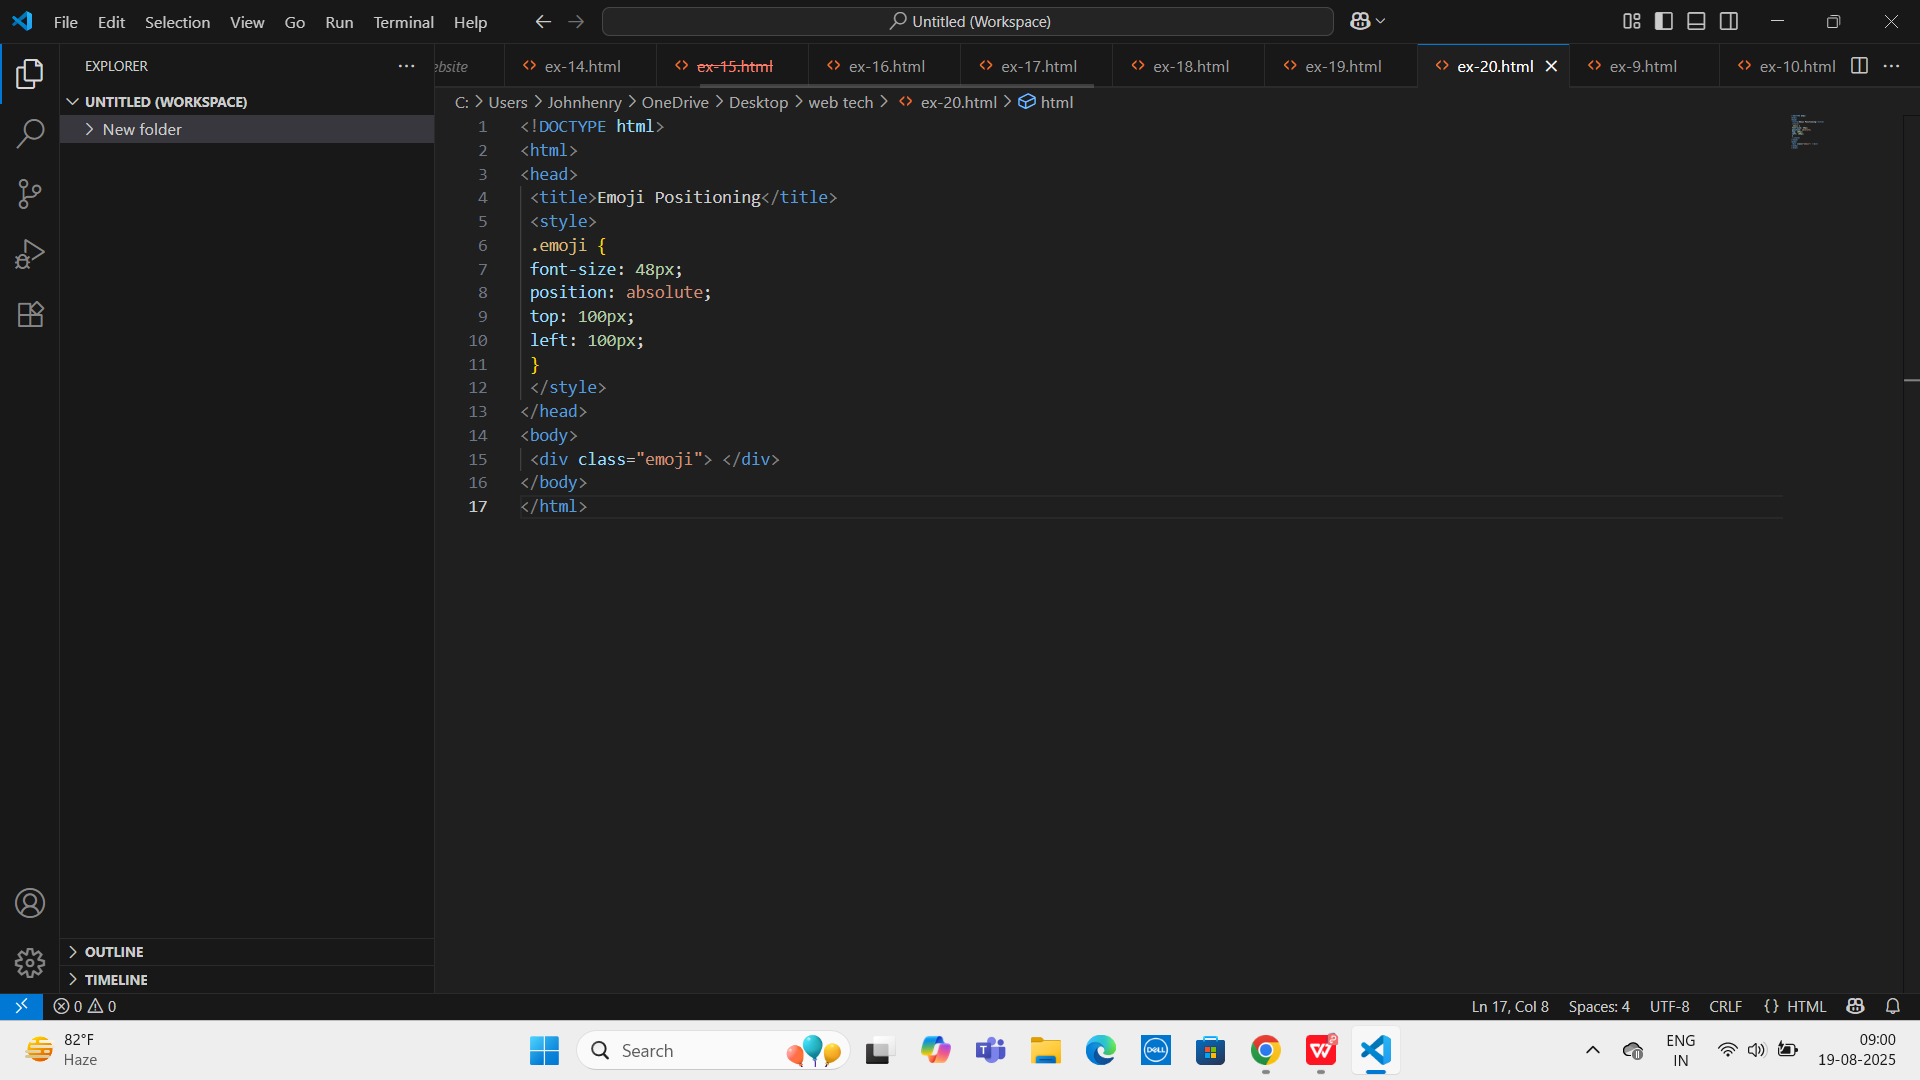 File Edit Selection View Go Run Terminal Help
Untitled (Workspace)
EXPLORER
ebsite
ex-14.html
ex-15.html
ex-16.html
ex-17.html
ex-18.html
ex-19.html
ex-20.html
ex-9.html
ex-10.html
UNTITLED (WORKSPACE)
New folder
C: > Users > Johnhenry > OneDrive > Desktop > web tech > ex-20.html > html
1 <!DOCTYPE html>
2 <html>
3 <head>
4 <title>Emoji Positioning</title>
5 <style>
6 .emoji {
7 font-size: 48px;
8 position: absolute;
9 top: 100px;
10 left: 100px;
11 }
12 </style>
13 </head>
14 <body>
15 <div class="emoji"> </div>
16 </body>
17 </html>
OUTLINE
TIMELINE
0 0
Ln 17, Col 8 Spaces: 4 UTF-8 CRLF {} HTML
82°F
Haze
Search
DELL
W
ENG
IN
09:00
19-08-2025